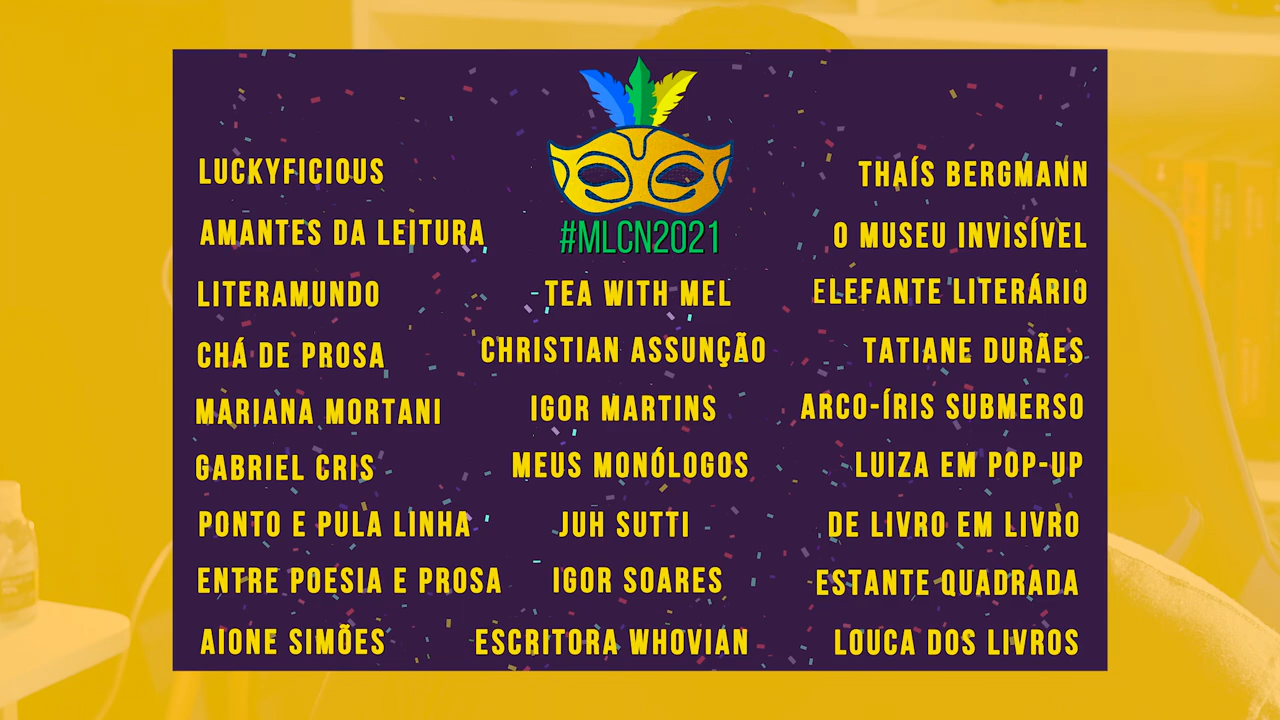 LUCKYFICIOUS
AMANTES DA LEITURA
LITERAMUNDO
CHÁ DE PROSA
MARIANA MORTANI
GABRIEL CRIS
PONTO E PULA LINHA
ENTRE POESIA E PROSA
AIONE SIMÕES
#MLCN2021
TEA WITH MEL
CHRISTIAN ASSUNÇÃO
IGOR MARTINS
MEUS MONÓLOGOS
JUH SUTTI
IGOR SOARES
ESCRITORA WHOVIAN
THAÍS BERGMANN
O MUSEU INVISÍVEL
ELEFANTE LITERÁRIO
TATIANE DURÃES
ARCO-ÍRIS SUBMERSO
LUIZA EM POP-UP
DE LIVRO EM LIVRO
ESTANTE QUADRADA
LOUCA DOS LIVROS